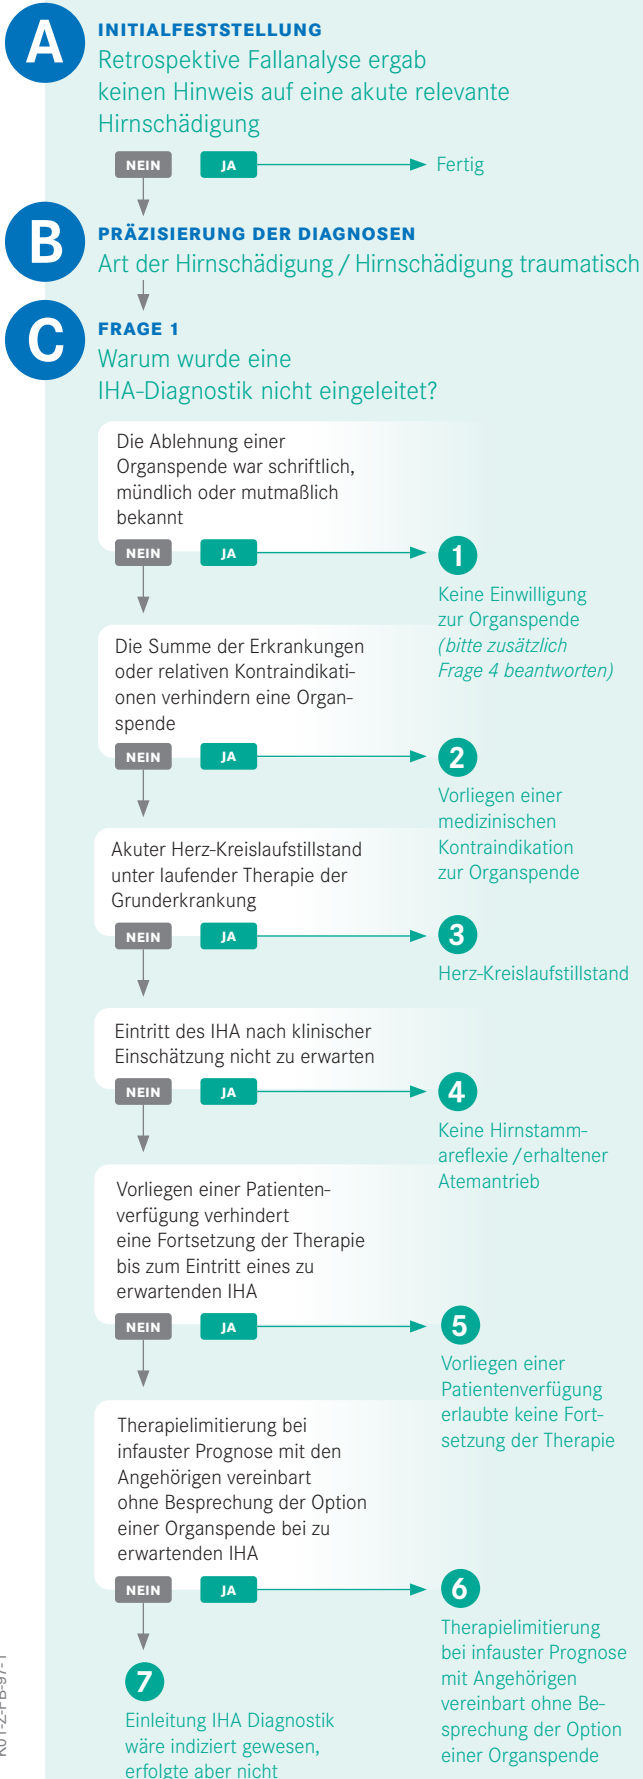 A
INITIALFESTSTELLUNG
Retrospektive Fallanalyse ergab
keinen Hinweis auf eine akute relevante
Hirnschädigung
NEIN JA Fertig
B
PRÄZISIERUNG DER DIAGNOSEN
Art der Hirnschädigung / Hirnschädigung traumatisch
C
FRAGE 1
Warum wurde eine
IHA-Diagnostik nicht eingeleitet?
Die Ablehnung einer
Organspende war schriftlich,
mündlich oder mutmaßlich
bekannt
NEIN JA 1
Keine Einwilligung
zur Organspende
(bitte zusätzlich
Frage 4 beantworten)
Die Summe der Erkrankungen
oder relativen Kontraindikati-
onen verhindern eine Organ-
spende
NEIN JA 2
Vorliegen einer
medizinischen
Kontraindikation
zur Organspende
Akuter Herz-Kreislaufstillstand
unter laufender Therapie der
Grunderkrankung
NEIN JA 3
Herz-Kreislaufstillstand
Eintritt des IHA nach klinischer
Einschätzung nicht zu erwarten
NEIN JA 4
Keine Hirnstamm-
areflexie / erhaltener
Atemantrieb
Vorliegen einer Patienten-
verfügung verhindert
eine Fortsetzung der Therapie
bis zum Eintritt eines zu
erwartenden IHA
NEIN JA 5
Vorliegen einer
Patientenverfügung
erlaubte keine Fort-
setzung der Therapie
Therapielimitierung bei
infauster Prognose mit den
Angehörigen vereinbart
ohne Besprechung der Option
einer Organspende bei zu
erwartenden IHA
NEIN JA 6
Therapielimitierung
bei infauster Prognose
mit Angehörigen
vereinbart ohne Be-
sprechung der Option
einer Organspende
7
Einleitung IHA Diagnostik
wäre indiziert gewesen,
erfolgte aber nicht